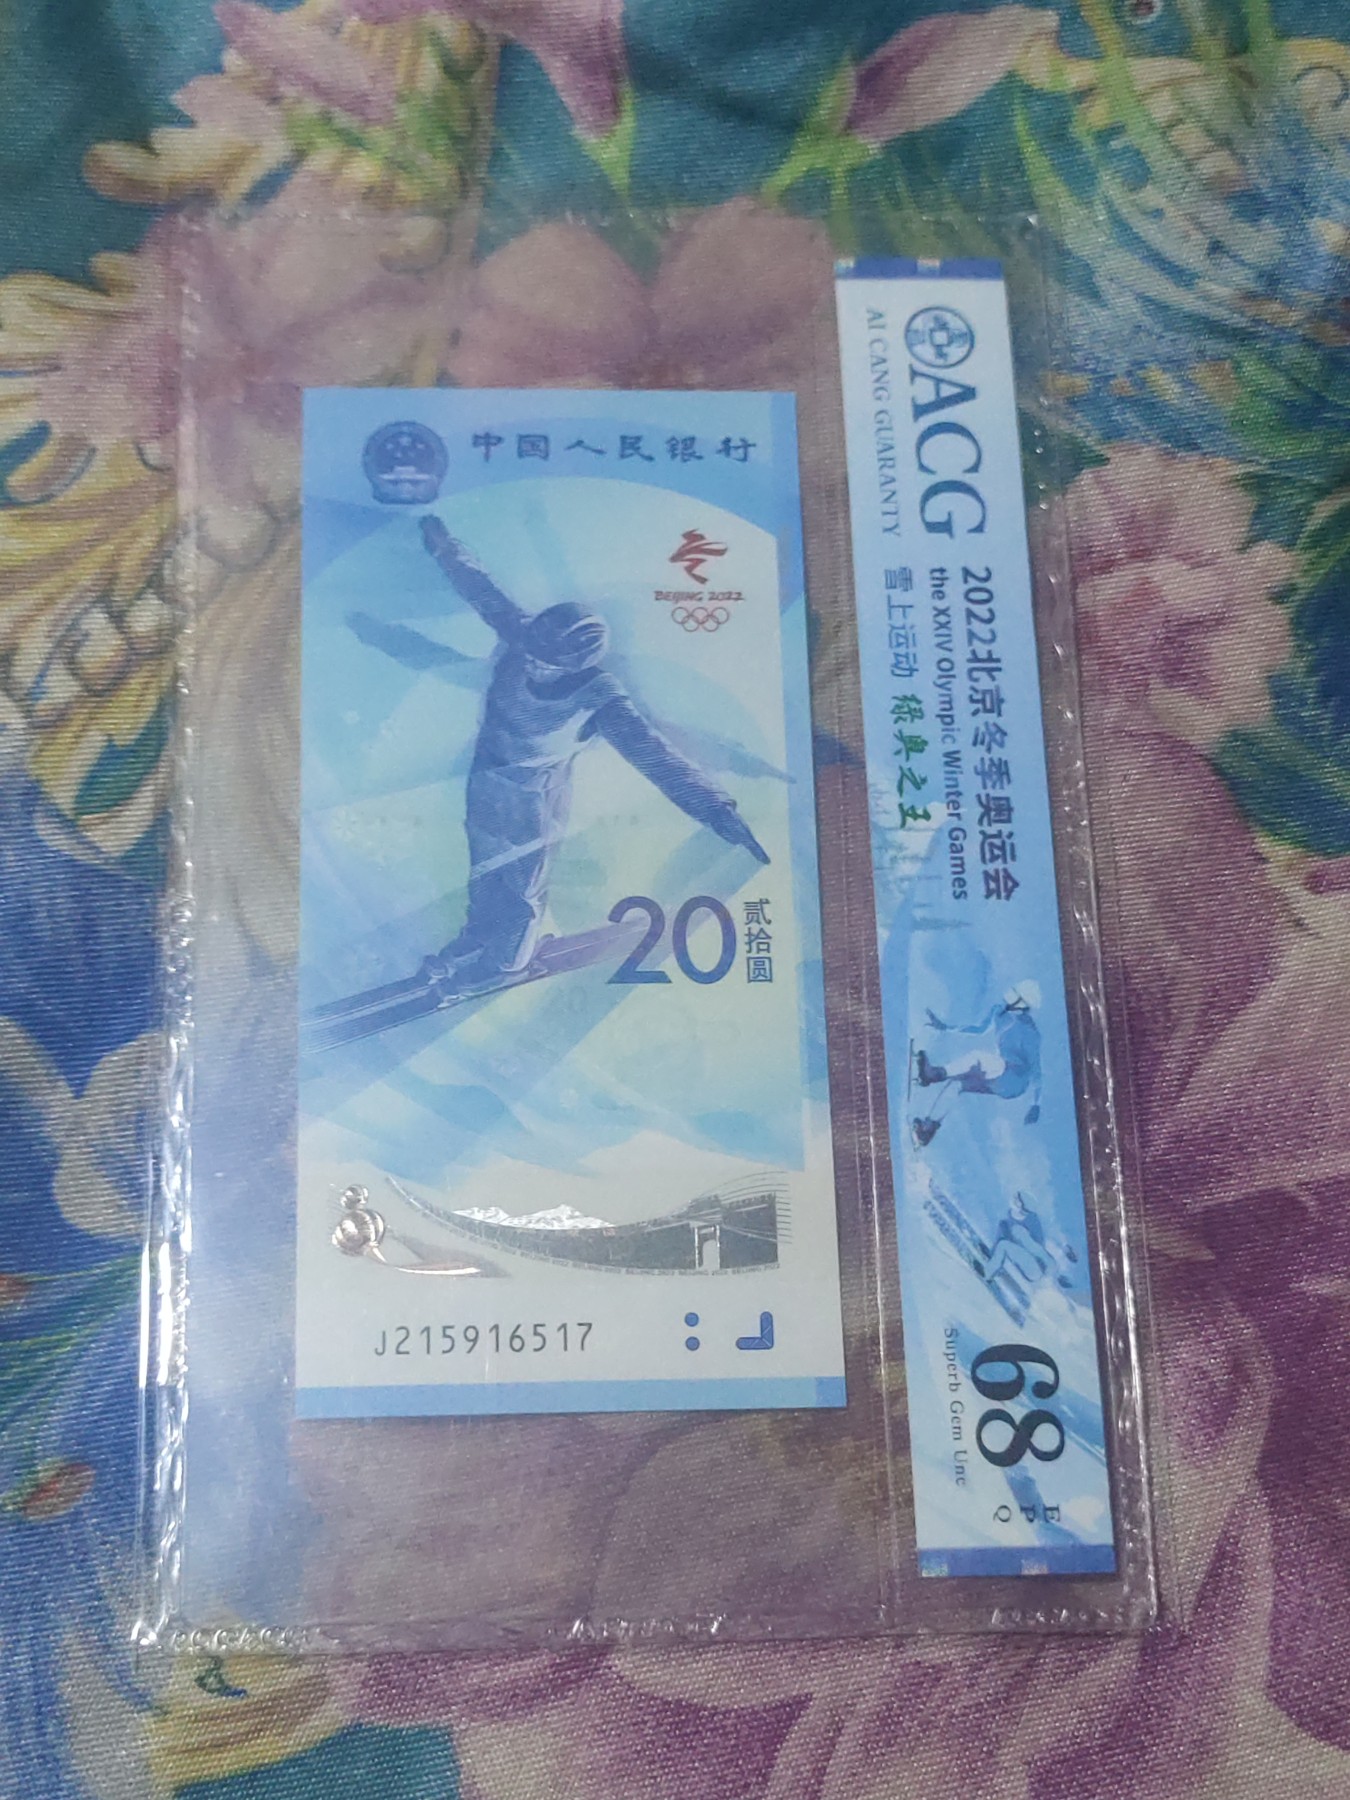 中国人民银行
BEIJING 2022
20
贰拾圆
J215916517
ACG
AI CANG GUARANTY
2022北京冬季奥运会
the XXIV Olympic Winter Games
雪上运动 绿奥之王
68
Superb Gem Unc
EPQ